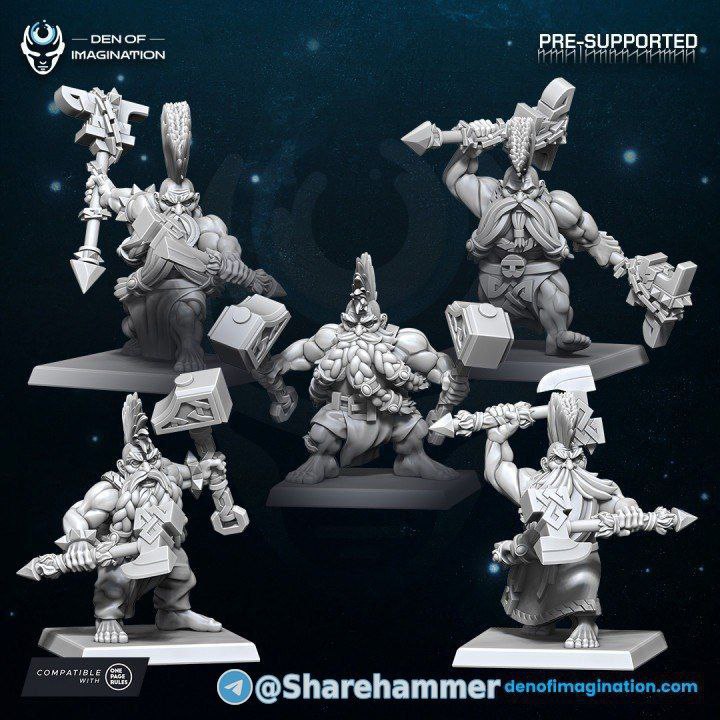 DEN OF
IMAGINATION
PRE-SUPPORTED
COMPATIBLE
WITH
ONE
PAGE
RULES
@Sharehammer
denofimagination.com